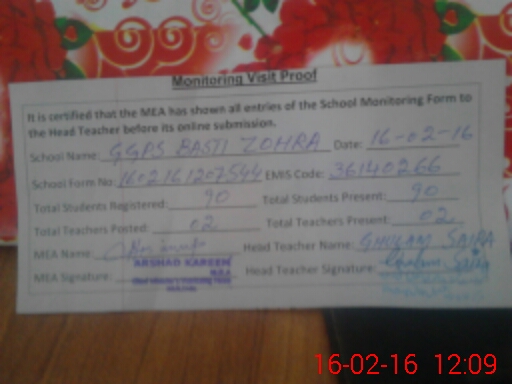 Monitoring Visit Proof
It is certified that the MEA has shown all entries of the School Monitoring Form to
the Head Teacher before its online submission.
School Name: GGPS BASTI ZOHRA Date: 16-02-16
School Form No: 1602161207544 EMIS Code: 36140266
Total Students Registered: 90 Total Students Present: 90
Total Teachers Posted: 02 Total Teachers Present: 02
MEA Name: Head Teacher Name: GHULAM SAIRA
ARSHAD KAREEM
MEA Signature: Head Teacher Signature:
16-02-16 12:09